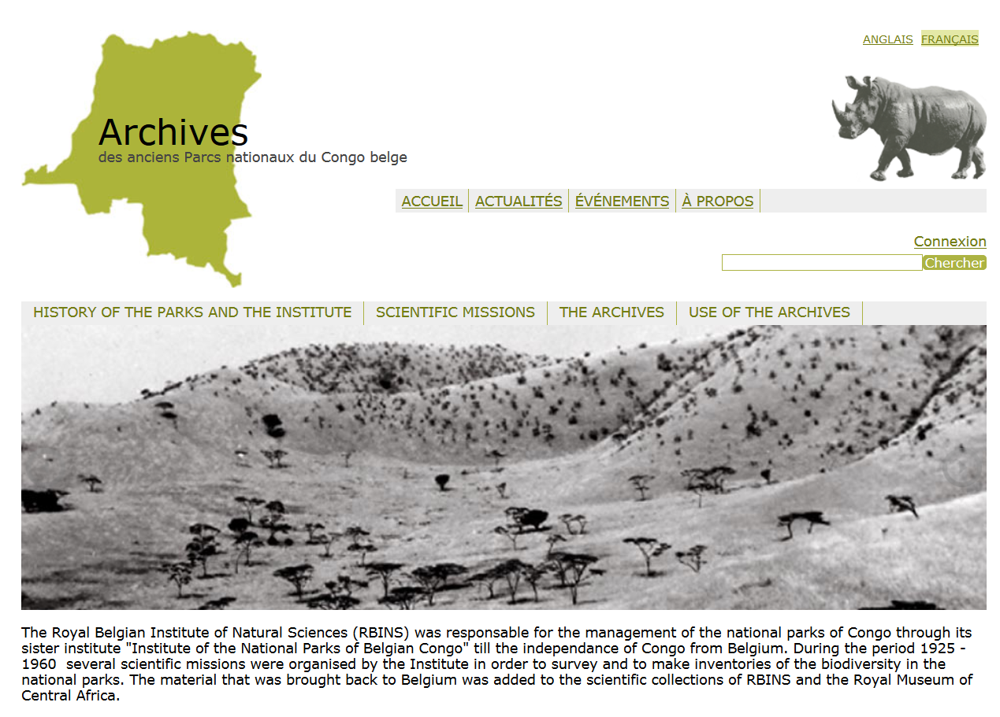 ANGLAIS FRANÇAIS
Archives
des anciens Parcs nationaux du Congo belge
ACCUEIL ACTUALITÉS ÉVÉNEMENTS À PROPOS
Connexion
Chercher
HISTORY OF THE PARKS AND THE INSTITUTE SCIENTIFIC MISSIONS THE ARCHIVES USE OF THE ARCHIVES
The Royal Belgian Institute of Natural Sciences (RBINS) was responsable for the management of the national parks of Congo through its
sister institute "Institute of the National Parks of Belgian Congo" till the independance of Congo from Belgium. During the period 1925 -
1960  several scientific missions were organised by the Institute in order to survey and to make inventories of the biodiversity in the
national parks. The material that was brought back to Belgium was added to the scientific collections of RBINS and the Royal Museum of
Central Africa.